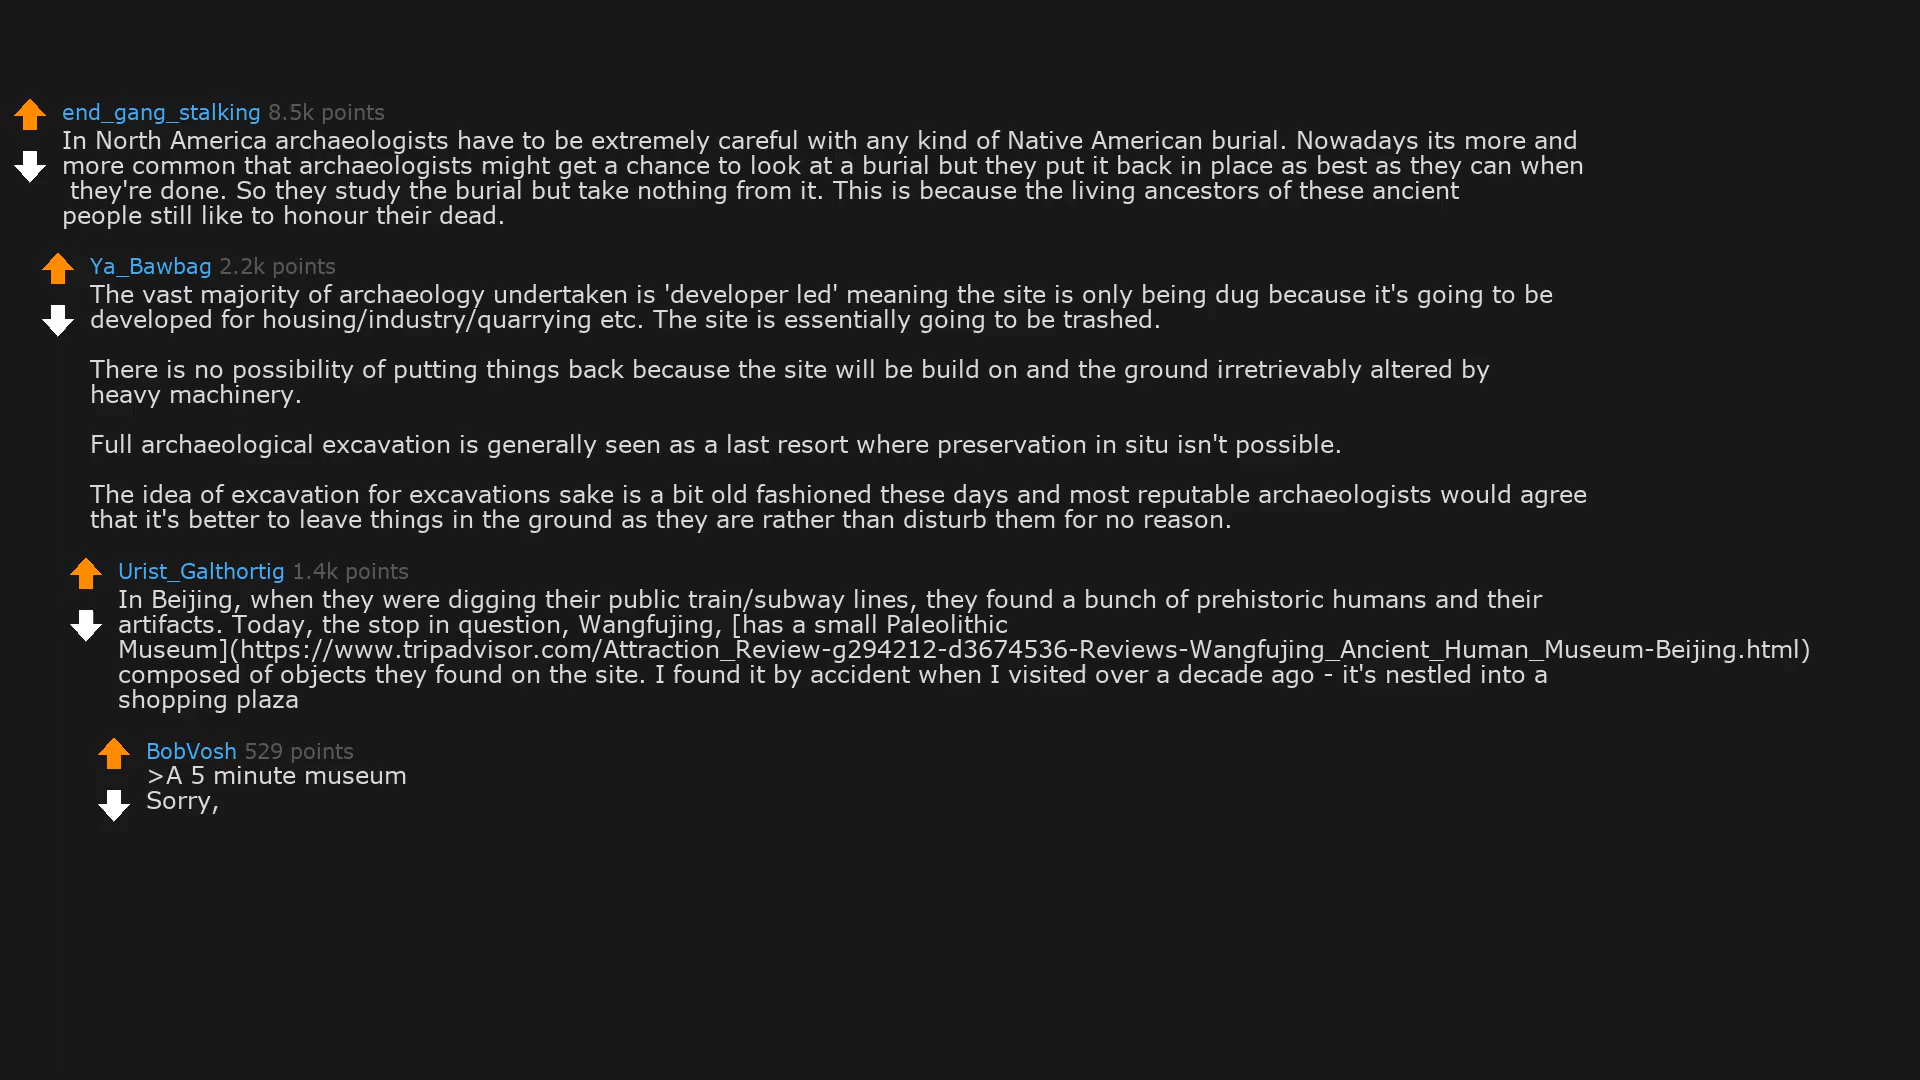 end_gang_stalking 8.5k points
In North America archaeologists have to be extremely careful with any kind of Native American burial. Nowadays its more and
more common that archaeologists might get a chance to look at a burial but they put it back in place as best as they can when
they're done. So they study the burial but take nothing from it. This is because the living ancestors of these ancient
people still like to honour their dead.
Ya_Bawbag 2.2k points
The vast majority of archaeology undertaken is 'developer led' meaning the site is only being dug because it's going to be
developed for housing/industry/quarrying etc. The site is essentially going to be trashed.
There is no possibility of putting things back because the site will be build on and the ground irretrievably altered by
heavy machinery.
Full archaeological excavation is generally seen as a last resort where preservation in situ isn't possible.
The idea of excavation for excavations sake is a bit old fashioned these days and most reputable archaeologists would agree
that it's better to leave things in the ground as they are rather than disturb them for no reason.
Urist_Galthortig 1.4k points
In Beijing, when they were digging their public train/subway lines, they found a bunch of prehistoric humans and their
artifacts. Today, the stop in question, Wangfujing, [has a small Paleolithic
Museum](https://www.tripadvisor.com/Attraction_Review-g294212-d3674536-Reviews-Wangfujing_Ancient_Human_Museum-Beijing.html)
composed of objects they found on the site. I found it by accident when I visited over a decade ago - it's nestled into a
shopping plaza
BobVosh 529 points
>A 5 minute museum
Sorry,